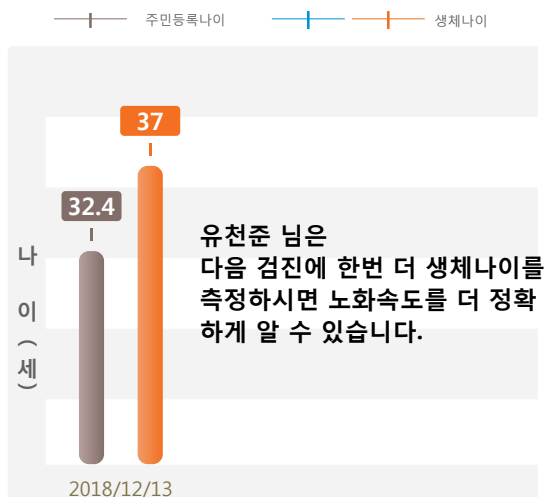 주민등록나이 생체나이
37
32.4
유천준 님은
다음 검진에 한번 더 생체나이를
측정하시면 노화속도를 더 정확
하게 알 수 있습니다.
나이(세)
2018/12/13